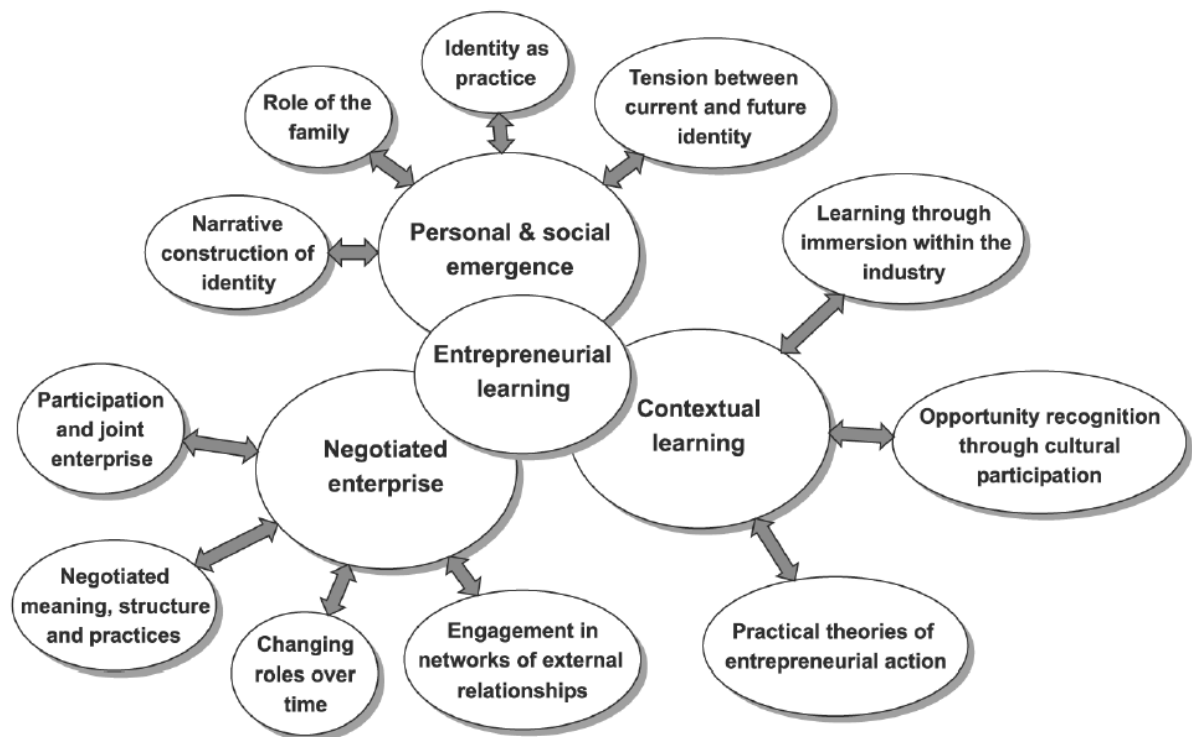 Identity as
practice
Tension between
current and future
identity
Role of the
family
Narrative
construction of
identity
Personal & social
emergence
Learning through
immersion within the
industry
Entrepreneurial
learning
Participation
and joint
enterprise
Negotiated
enterprise
Contextual
learning
Opportunity recognition
through cultural
participation
Negotiated
meaning, structure
and practices
Changing
roles over
time
Engagement in
networks of external
relationships
Practical theories of
entrepreneurial action